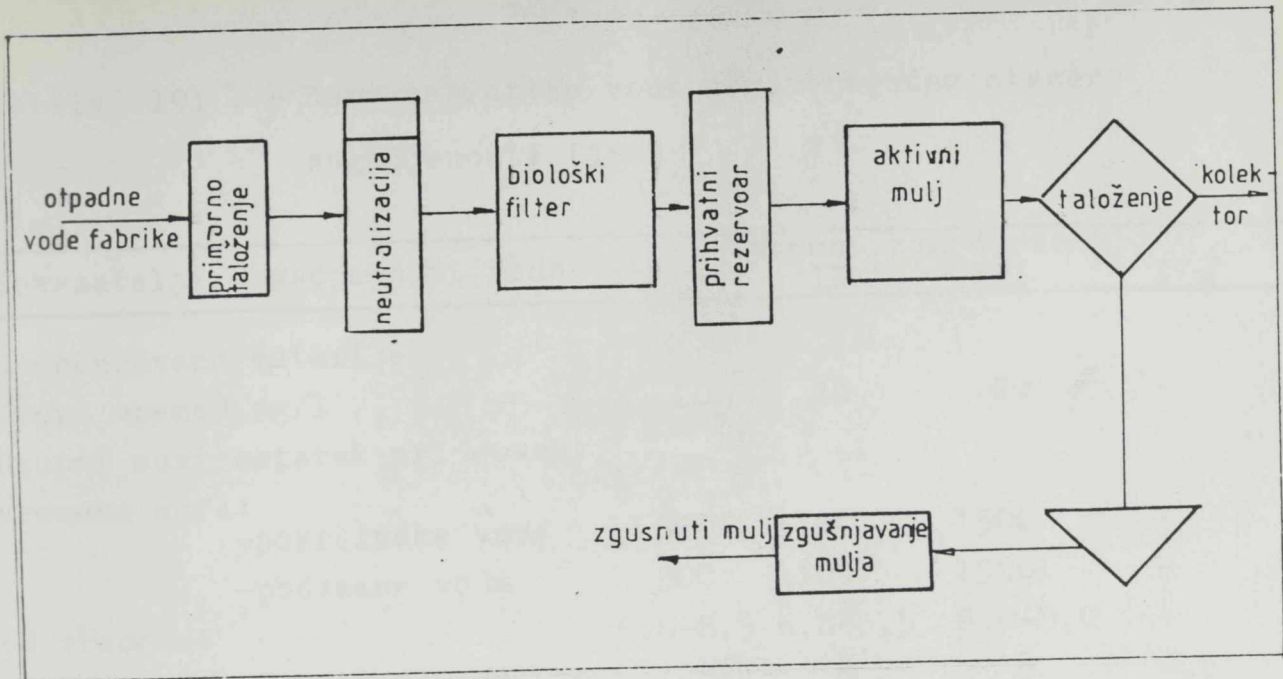 otpadne
vode fabrike
primarno
taloženje
neutralizacija
biološki
filter
prihvatni
rezervoar
aktivni
mulj
taloženje
kolek-
tor
zgusnuti mulj
zgušnjavanje
mulja